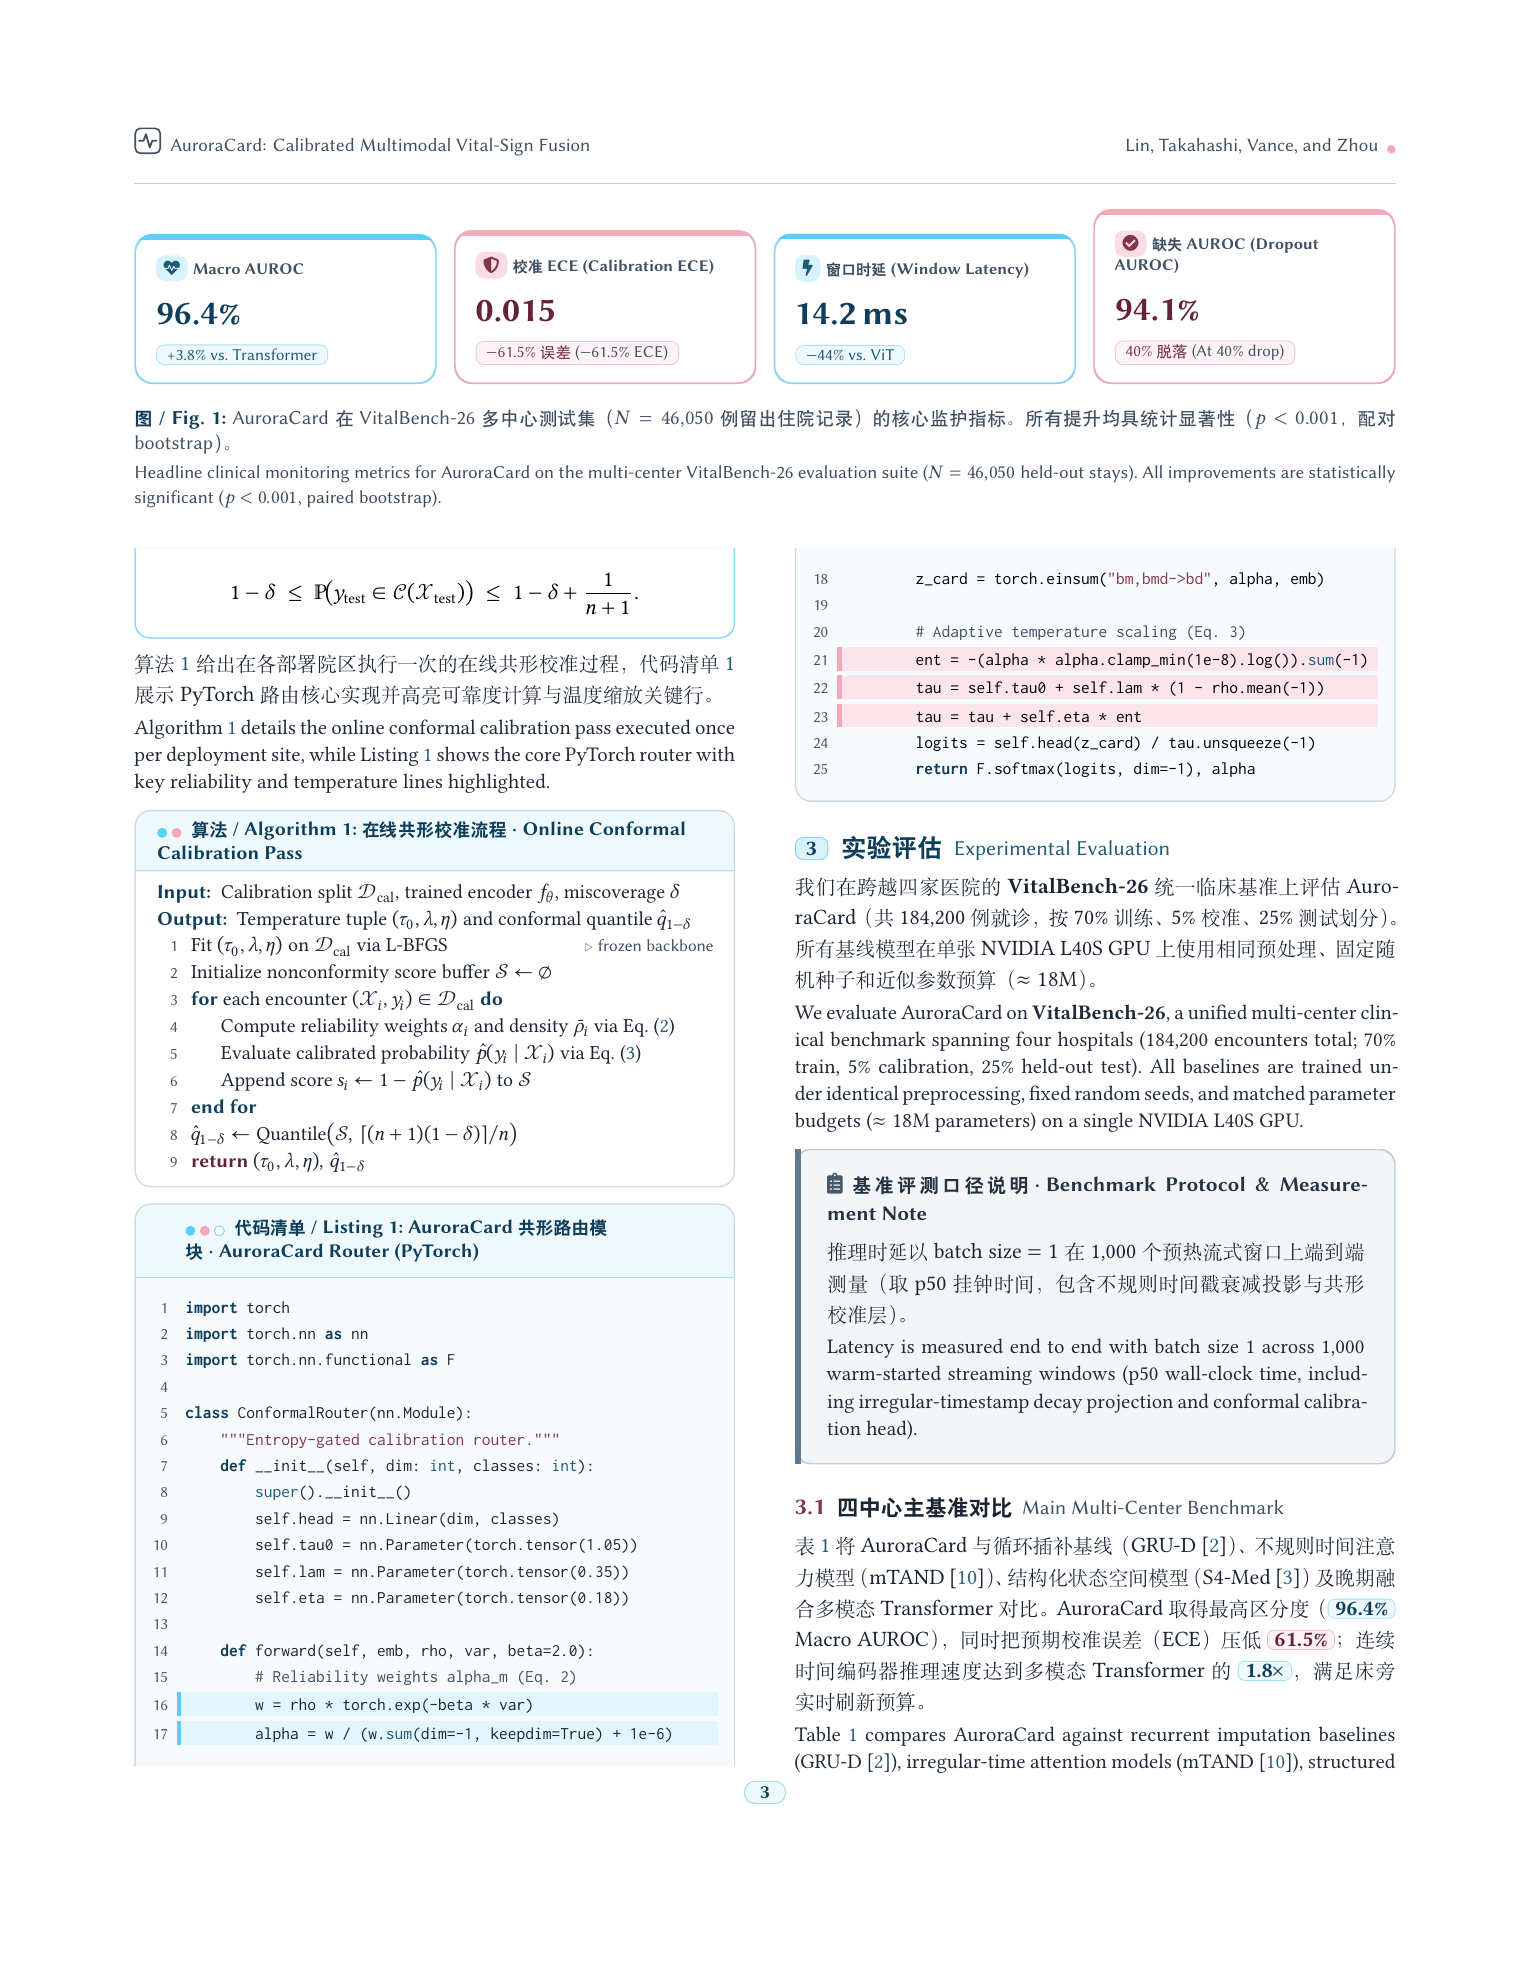 AuroraCard: Calibrated Multimodal Vital-Sign Fusion
Lin, Takahashi, Vance, and Zhou
Macro AUROC
96.4%
+3.8% vs. Transformer
校准 ECE (Calibration ECE)
0.015
−61.5% 误差 (−61.5% ECE)
窗口时延 (Window Latency)
14.2 ms
−44% vs. ViT
缺失 AUROC (Dropout
AUROC)
94.1%
40% 脱落 (At 40% drop)
图 / Fig. 1: AuroraCard 在 VitalBench-26 多中心测试集（N = 46,050 例留出住院记录）的核心监护指标。所有提升均具统计显著性（p < 0.001，配对
bootstrap）。
Headline clinical monitoring metrics for AuroraCard on the multi-center VitalBench-26 evaluation suite (N = 46,050 held-out stays). All improvements are statistically
significant (p < 0.001, paired bootstrap).
1 − δ ≤ ℙ(y_test ∈ 𝒞(𝒳_test)) ≤ 1 − δ + 1/(n + 1).
算法 1 给出在各部署院区执行一次的在线共形校准过程，代码清单 1
展示 PyTorch 路由核心实现并高亮可靠度计算与温度缩放关键行。
Algorithm 1 details the online conformal calibration pass executed once
per deployment site, while Listing 1 shows the core PyTorch router with
key reliability and temperature lines highlighted.
算法 / Algorithm 1: 在线共形校准流程 · Online Conformal
Calibration Pass
Input: Calibration split 𝒟_cal, trained encoder f_θ, miscoverage δ
Output: Temperature tuple (τ₀, λ, η) and conformal quantile q̂_{1−δ}
1 Fit (τ₀, λ, η) on 𝒟_cal via L-BFGS ▷ frozen backbone
2 Initialize nonconformity score buffer 𝒮 ← ∅
3 for each encounter (𝒳_i, y_i) ∈ 𝒟_cal do
4 Compute reliability weights α_i and density ρ̄_i via Eq. (2)
5 Evaluate calibrated probability p̂(y_i | 𝒳_i) via Eq. (3)
6 Append score s_i ← 1 − p̂(y_i | 𝒳_i) to 𝒮
7 end for
8 q̂_{1−δ} ← Quantile(𝒮, ⌈(n + 1)(1 − δ)⌉/n)
9 return (τ₀, λ, η), q̂_{1−δ}
代码清单 / Listing 1: AuroraCard 共形路由模
块 · AuroraCard Router (PyTorch)
1 import torch
2 import torch.nn as nn
3 import torch.nn.functional as F
4
5 class ConformalRouter(nn.Module):
6     """Entropy-gated calibration router."""
7     def __init__(self, dim: int, classes: int):
8         super().__init__()
9         self.head = nn.Linear(dim, classes)
10         self.tau0 = nn.Parameter(torch.tensor(1.05))
11         self.lam = nn.Parameter(torch.tensor(0.35))
12         self.eta = nn.Parameter(torch.tensor(0.18))
13
14     def forward(self, emb, rho, var, beta=2.0):
15         # Reliability weights alpha_m (Eq. 2)
16         w = rho * torch.exp(-beta * var)
17         alpha = w / (w.sum(dim=-1, keepdim=True) + 1e-6)
18         z_card = torch.einsum("bm,bmd->bd", alpha, emb)
19
20         # Adaptive temperature scaling (Eq. 3)
21         ent = -(alpha * alpha.clamp_min(1e-8).log()).sum(-1)
22         tau = self.tau0 + self.lam * (1 - rho.mean(-1))
23         tau = tau + self.eta * ent
24         logits = self.head(z_card) / tau.unsqueeze(-1)
25         return F.softmax(logits, dim=-1), alpha
3 实验评估 Experimental Evaluation
我们在跨越四家医院的 VitalBench-26 统一临床基准上评估 Auro-
raCard（共 184,200 例就诊，按 70% 训练、5% 校准、25% 测试划分）。
所有基线模型在单张 NVIDIA L40S GPU 上使用相同预处理、固定随
机种子和近似参数预算（≈ 18M）。
We evaluate AuroraCard on VitalBench-26, a unified multi-center clin-
ical benchmark spanning four hospitals (184,200 encounters total; 70%
train, 5% calibration, 25% held-out test). All baselines are trained un-
der identical preprocessing, fixed random seeds, and matched parameter
budgets (≈ 18M parameters) on a single NVIDIA L40S GPU.
基准评测口径说明 · Benchmark Protocol & Measure-
ment Note
推理时延以 batch size = 1 在 1,000 个预热流式窗口上端到端
测量（取 p50 挂钟时间，包含不规则时间戳衰减投影与共形
校准层）。
Latency is measured end to end with batch size 1 across 1,000
warm-started streaming windows (p50 wall-clock time, includ-
ing irregular-timestamp decay projection and conformal calibra-
tion head).
3.1 四中心主基准对比 Main Multi-Center Benchmark
表 1 将 AuroraCard 与循环插补基线（GRU-D [2]）、不规则时间注意
力模型（mTAND [10]）、结构化状态空间模型（S4-Med [3]）及晚期融
合多模态 Transformer 对比。AuroraCard 取得最高区分度（96.4%
Macro AUROC），同时把预期校准误差（ECE）压低 61.5%；连续
时间编码器推理速度达到多模态 Transformer 的 1.8×，满足床旁
实时刷新预算。
Table 1 compares AuroraCard against recurrent imputation baselines
(GRU-D [2]), irregular-time attention models (mTAND [10]), structured
3